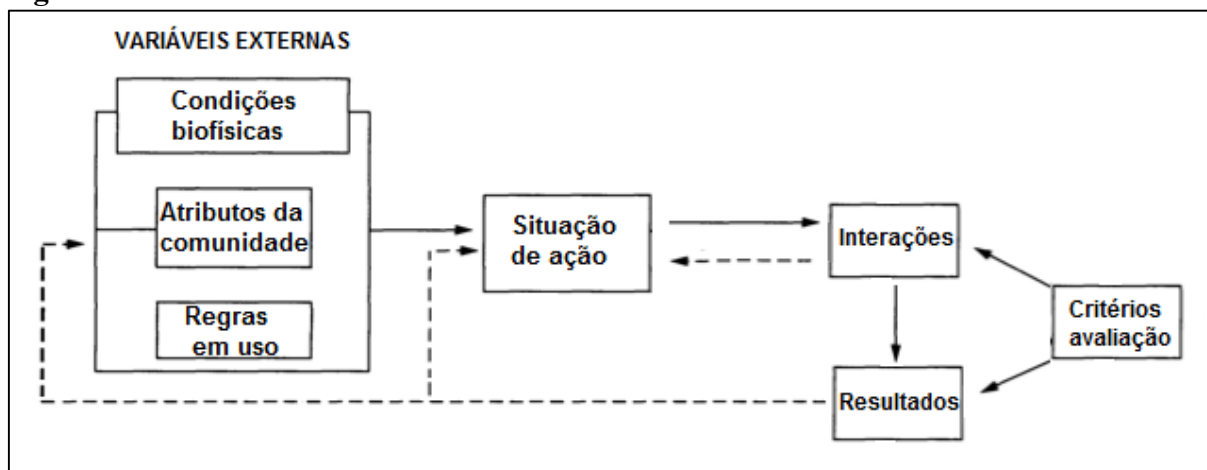 VARIÁVEIS EXTERNAS
Condições
biofísicas
Atributos da
comunidade
Regras
em uso
Situação
de ação
Interações
Resultados
Critérios
avaliação